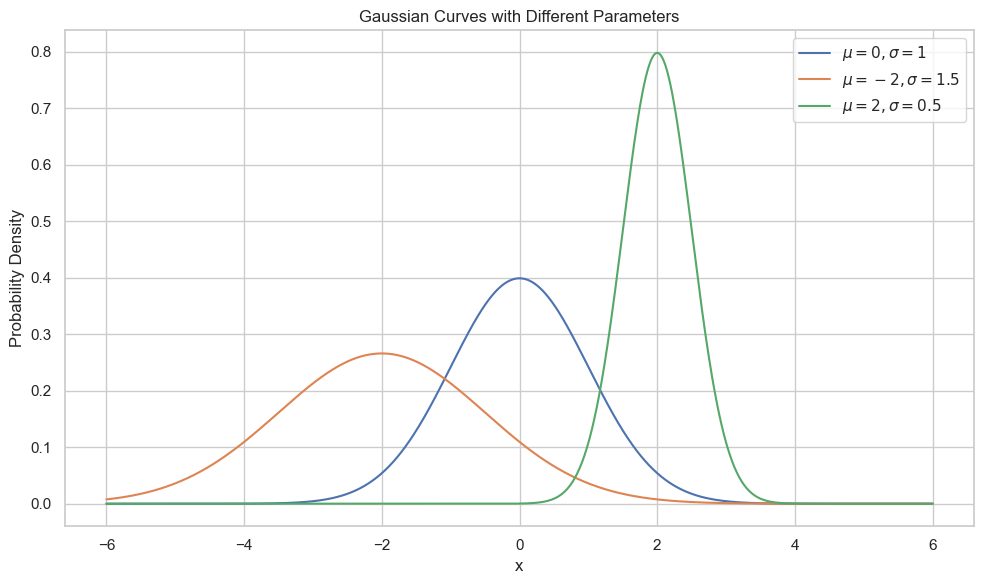 Gaussian Curves with Different Parameters
μ = 0, σ = 1
μ = −2, σ = 1.5
μ = 2, σ = 0.5
Probability Density
0.8
0.7
0.6
0.5
0.4
0.3
0.2
0.1
0.0
−6 −4 −2 0 2 4 6
x